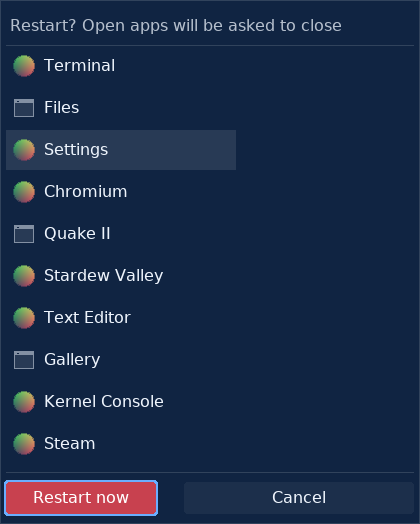 Restart? Open apps will be asked to close
Terminal
Files
Settings
Chromium
Quake II
Stardew Valley
Text Editor
Gallery
Kernel Console
Steam
Restart now
Cancel